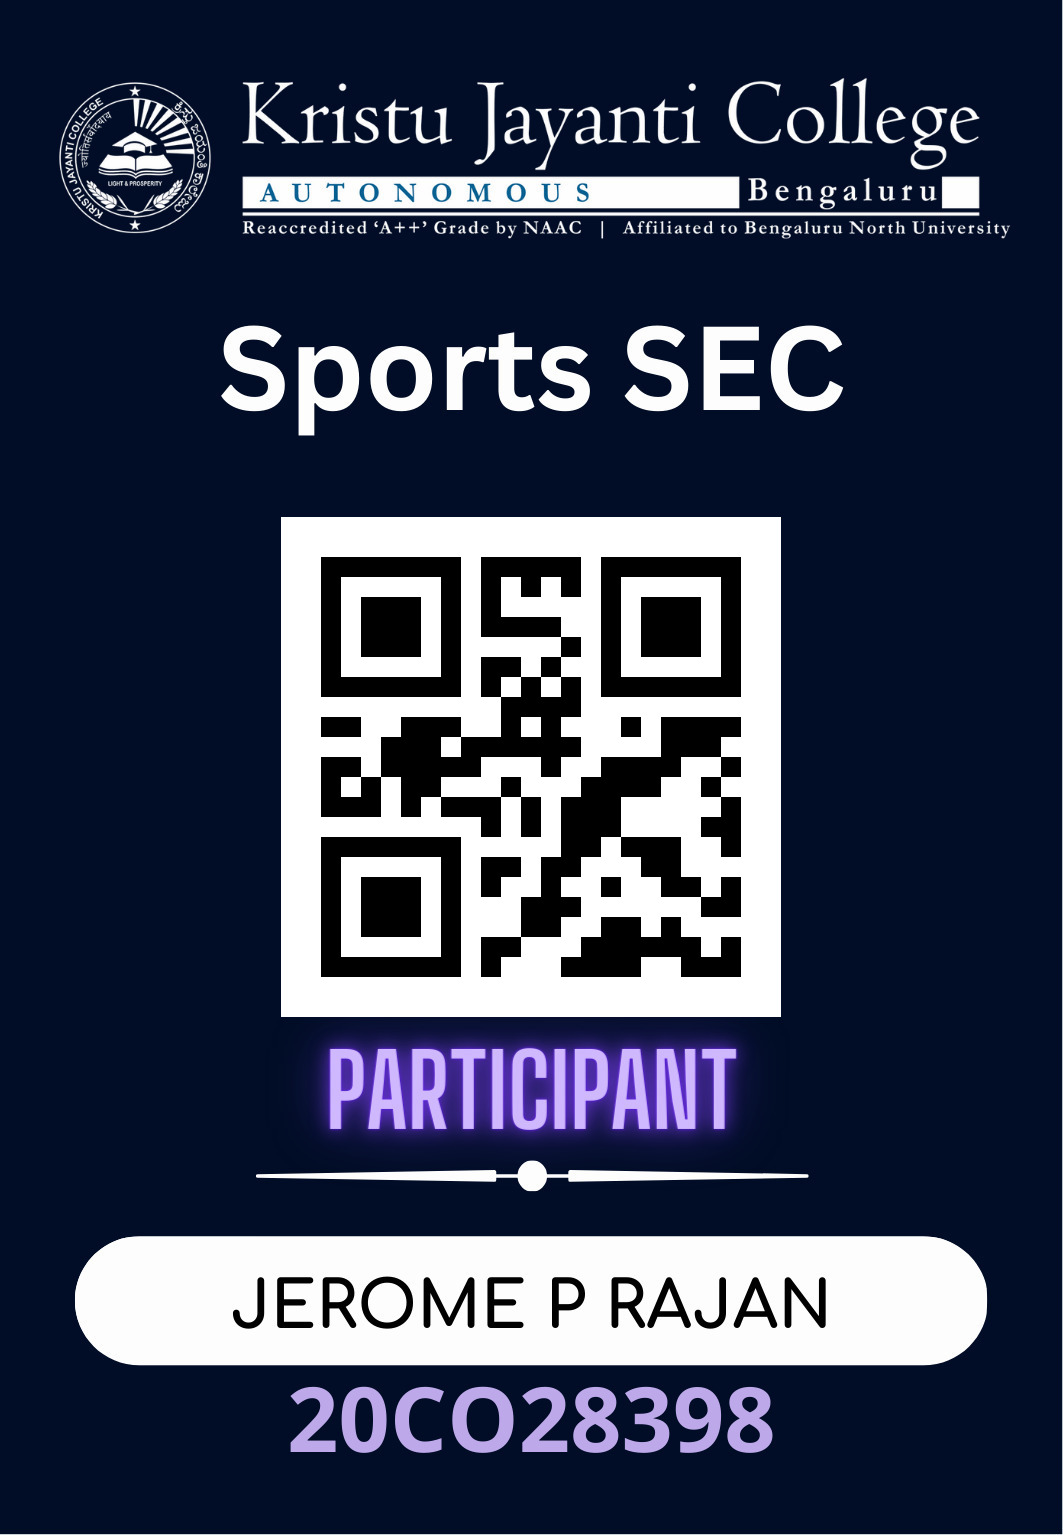 Kristu Jayanti College
AUTONOMOUS Bengaluru
Reaccredited ‘A++’ Grade by NAAC | Affiliated to Bengaluru North University
KRISTU JAYANTI COLLEGE
LIGHT & PROSPERITY
Sports SEC
PARTICIPANT
JEROME P RAJAN
20CO28398